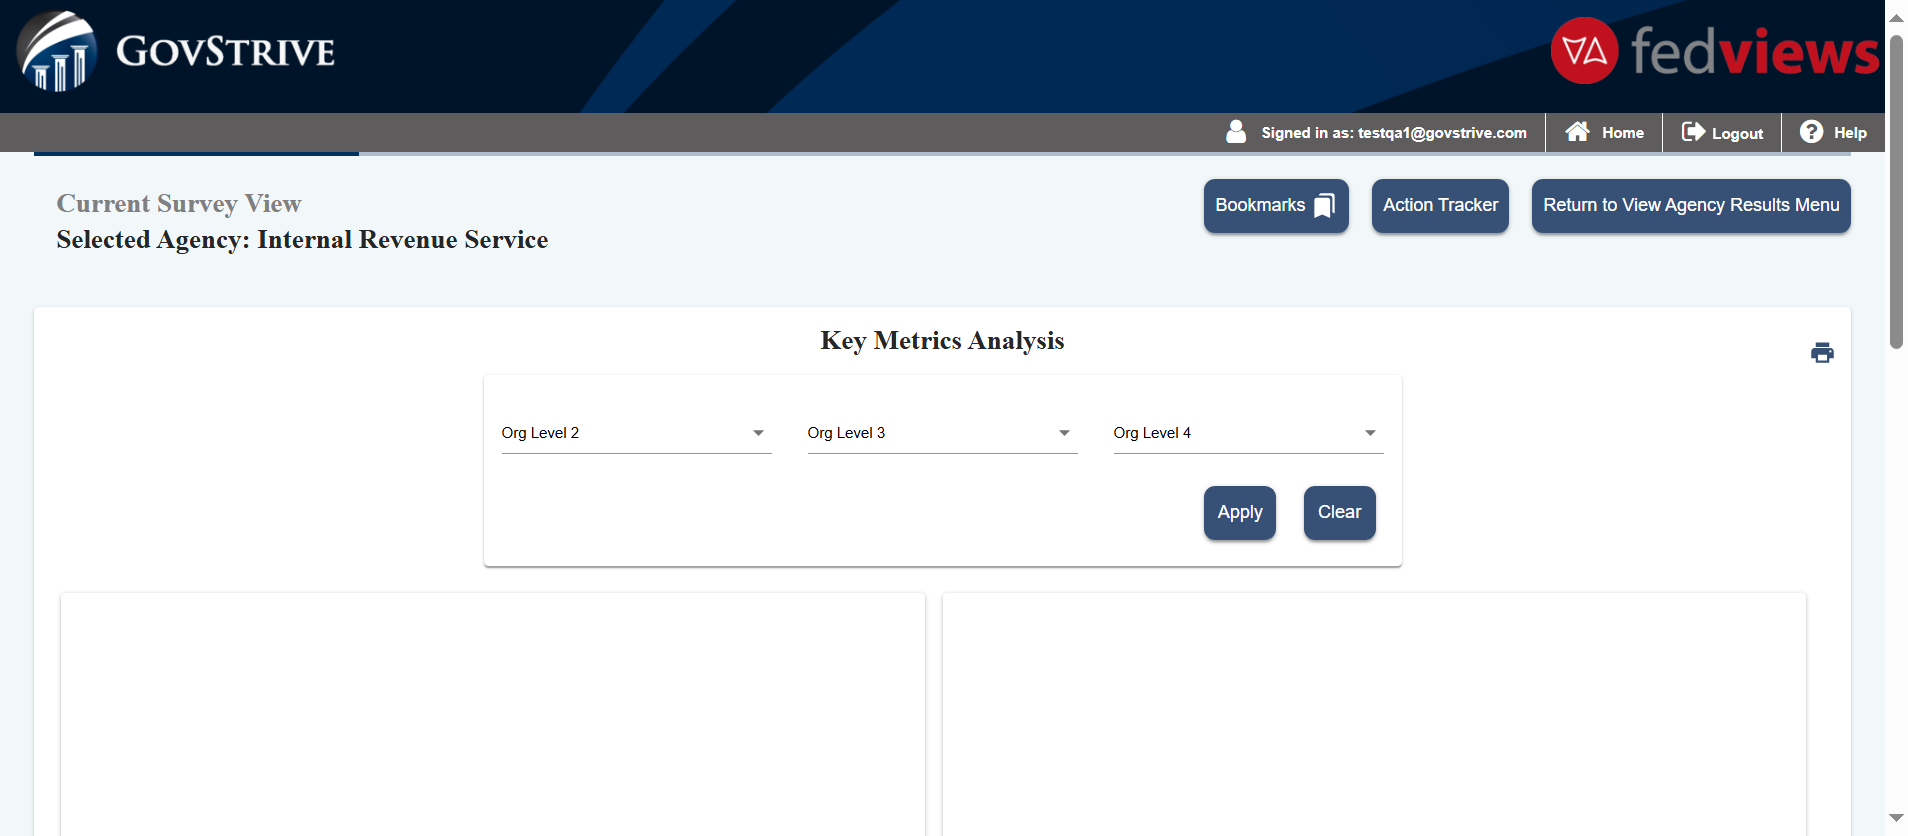 GOVSTRIVE
fedviews
Signed in as: testqa1@govstrive.com
Home
Logout
Help
Current Survey View
Selected Agency: Internal Revenue Service
Bookmarks
Action Tracker
Return to View Agency Results Menu
Key Metrics Analysis
Org Level 2
Org Level 3
Org Level 4
Apply
Clear